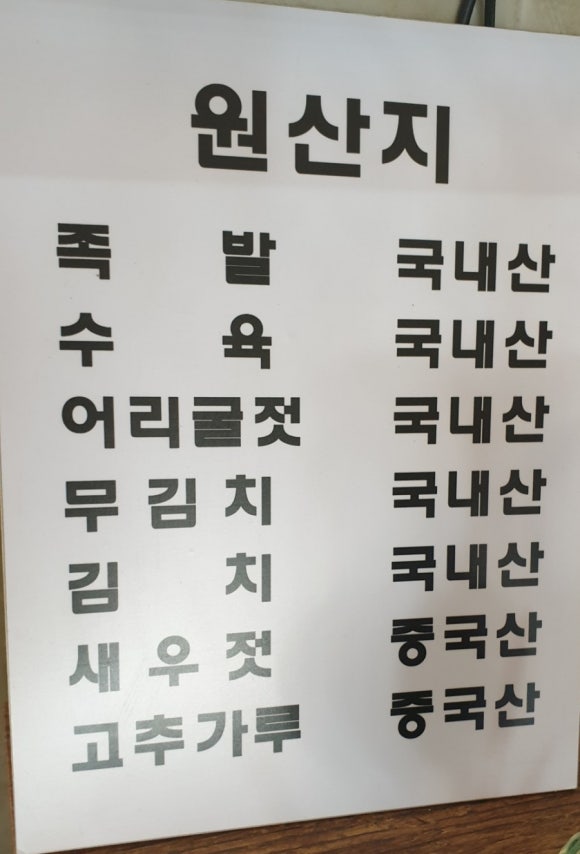 원산지
족 발 국내산
수 육 국내산
어리굴젓 국내산
무김치 국내산
김 치 국내산
새우젓 중국산
고추가루 중국산